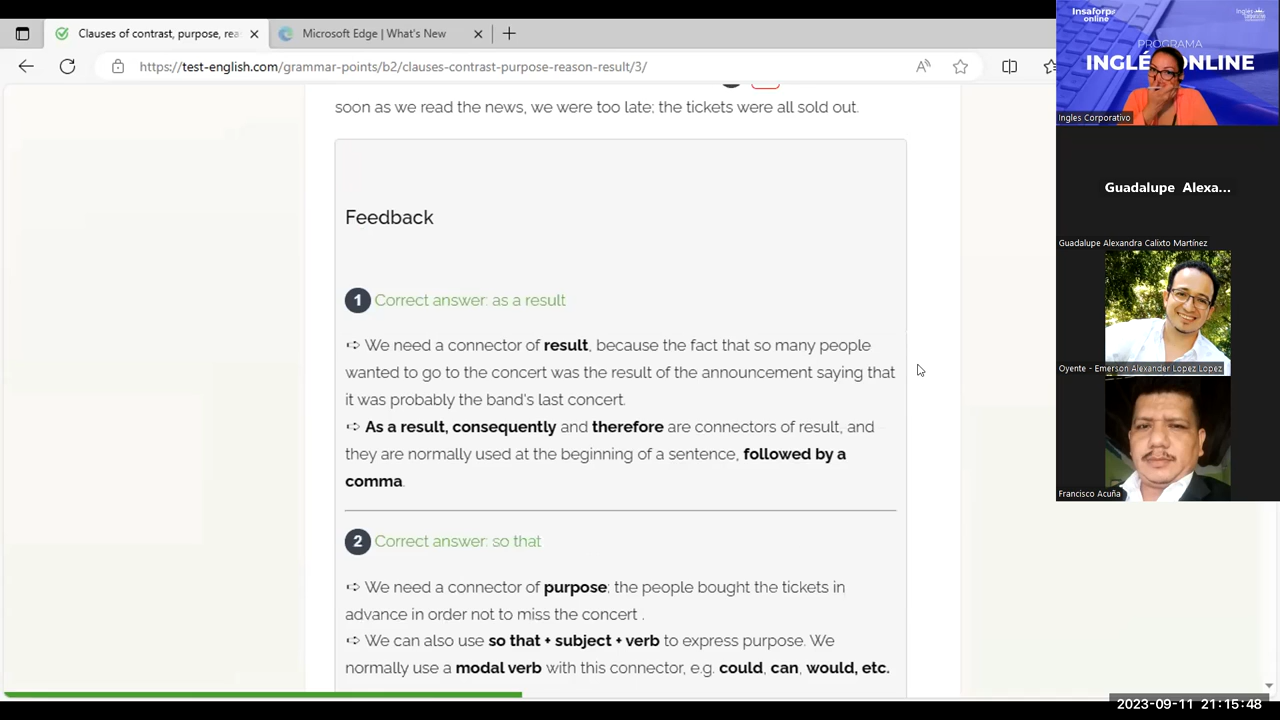 Clauses of contrast, purpose, rea
Microsoft Edge | What's New
https://test-english.com/grammar-points/b2/clauses-contrast-purpose-reason-result/3/
soon as we read the news, we were too late; the tickets were all sold out.
Feedback
1 Correct answer: as a result
➪ We need a connector of result, because the fact that so many people
wanted to go to the concert was the result of the announcement saying that
it was probably the band's last concert.
➪ As a result, consequently and therefore are connectors of result, and
they are normally used at the beginning of a sentence, followed by a
comma.
2 Correct answer: so that
➪ We need a connector of purpose: the people bought the tickets in
advance in order not to miss the concert .
➪ We can also use so that + subject + verb to express purpose. We
normally use a modal verb with this connector, e.g. could, can, would, etc.
Insaforp
online
PROGRAMA
Ingles Corporativo
Guadalupe Alexa...
Guadalupe Alexandra Calixto Martínez
Oyente - Emerson Alexander Lopez Lopez
Francisco Acuña
2023-09-11 21:15:48